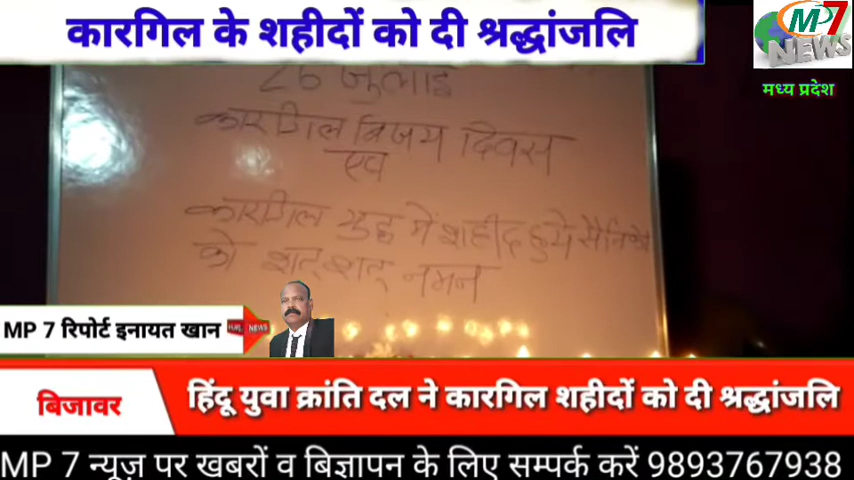 कारगिल के शहीदों को दी श्रद्धांजलि
MP7
NEWS
मध्य प्रदेश
26 जुलाई
कारगिल विजय दिवस
एवं
कारगिल युद्ध में शहीद हुये सैनिको
को शत् शत् नमन
MP 7 रिपोर्ट इनायत खान
NEWS
बिजावर
हिंदू युवा क्रांति दल ने कारगिल शहीदों को दी श्रद्धांजलि
MP 7 न्यूज़ पर खबरों व बिज्ञापन के लिए सम्पर्क करें 9893767938